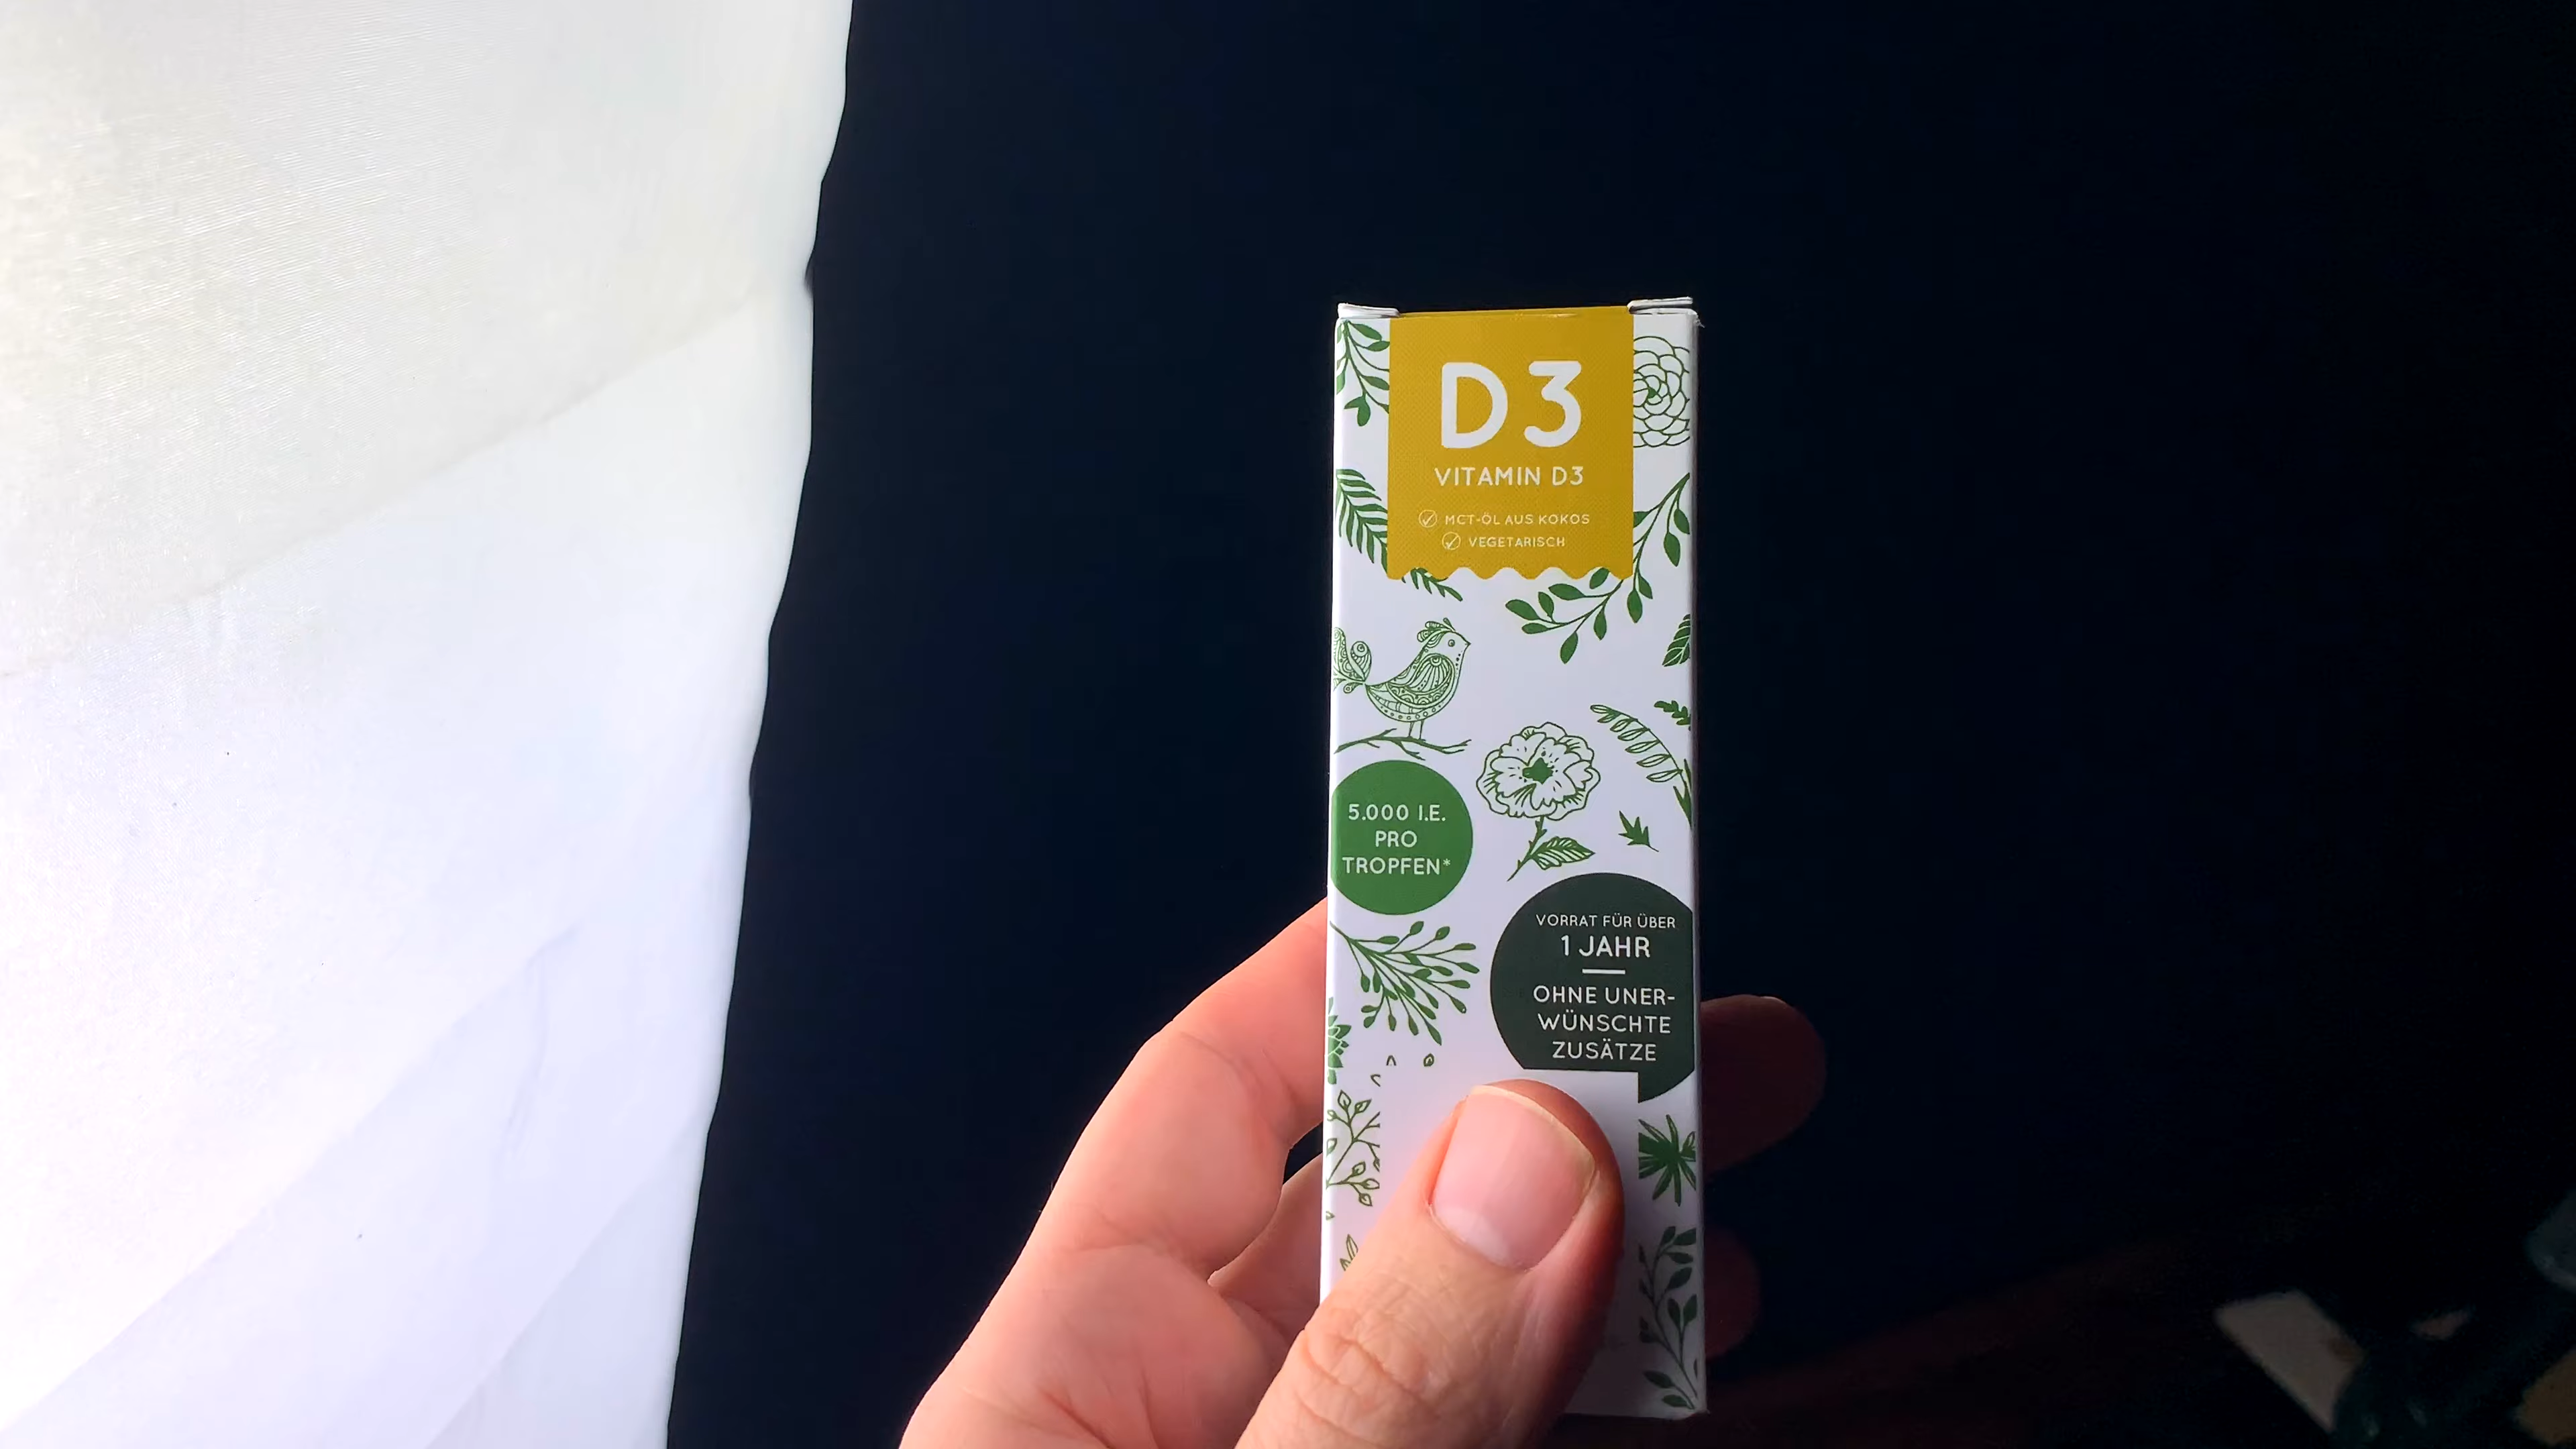 D3
VITAMIN D3
MCT-ÖL AUS KOKOS
VEGETARISCH
5.000 I.E.
PRO
TROPFEN*
VORRAT FÜR ÜBER
1 JAHR
OHNE UNER-
WÜNSCHTE
ZUSÄTZE